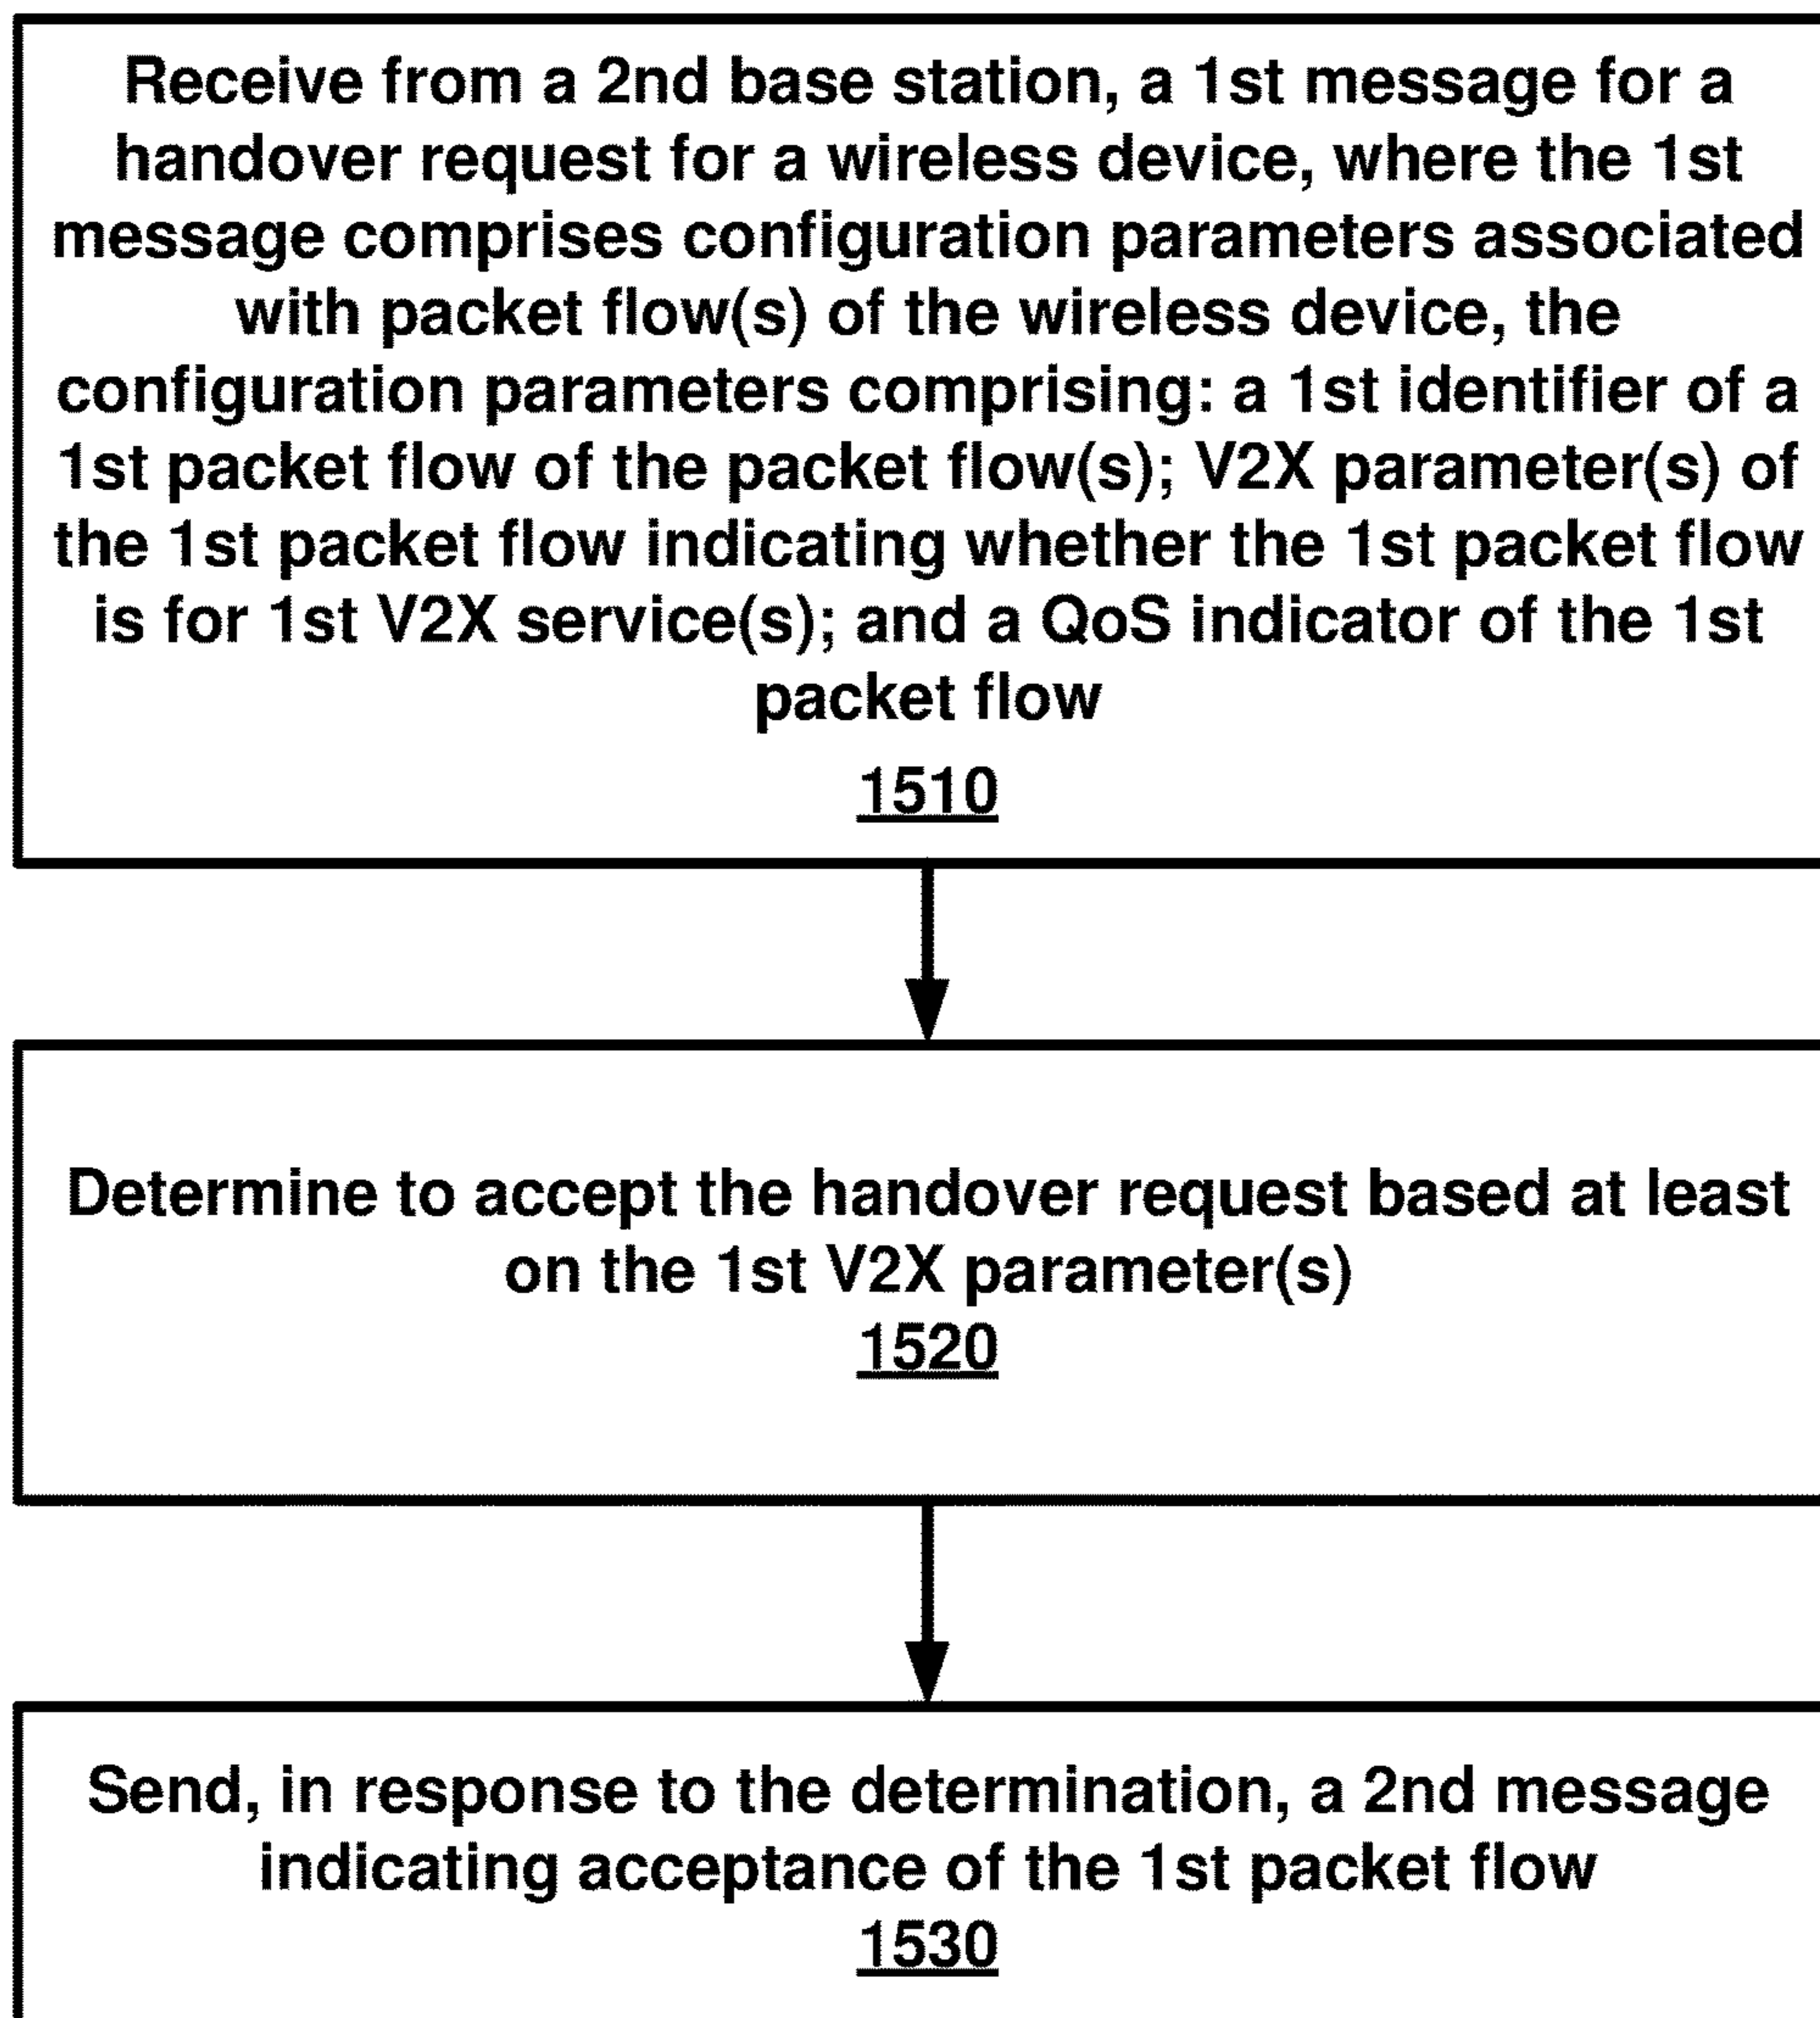 Receive from a 2nd base station, a 1st message for a
handover request for a wireless device, where the 1st
message comprises configuration parameters associated
with packet flow(s) of the wireless device, the
configuration parameters comprising: a 1st identifier of a
1st packet flow of the packet flow(s); V2X parameter(s) of
the 1st packet flow indicating whether the 1st packet flow
is for 1st V2X service(s); and a QoS indicator of the 1st
packet flow
1510
Determine to accept the handover request based at least
on the 1st V2X parameter(s)
1520
Send, in response to the determination, a 2nd message
indicating acceptance of the 1st packet flow
1530